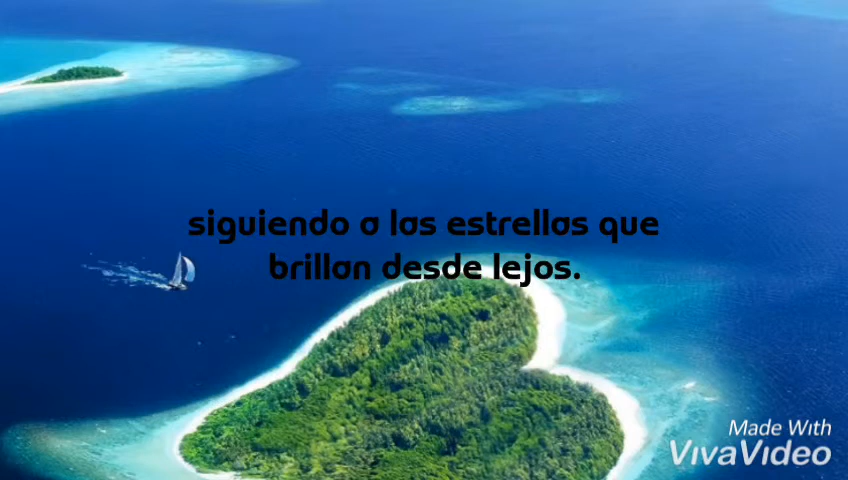 siguiendo a las estrellas que
brillan desde lejos.
Made With
VivaVideo